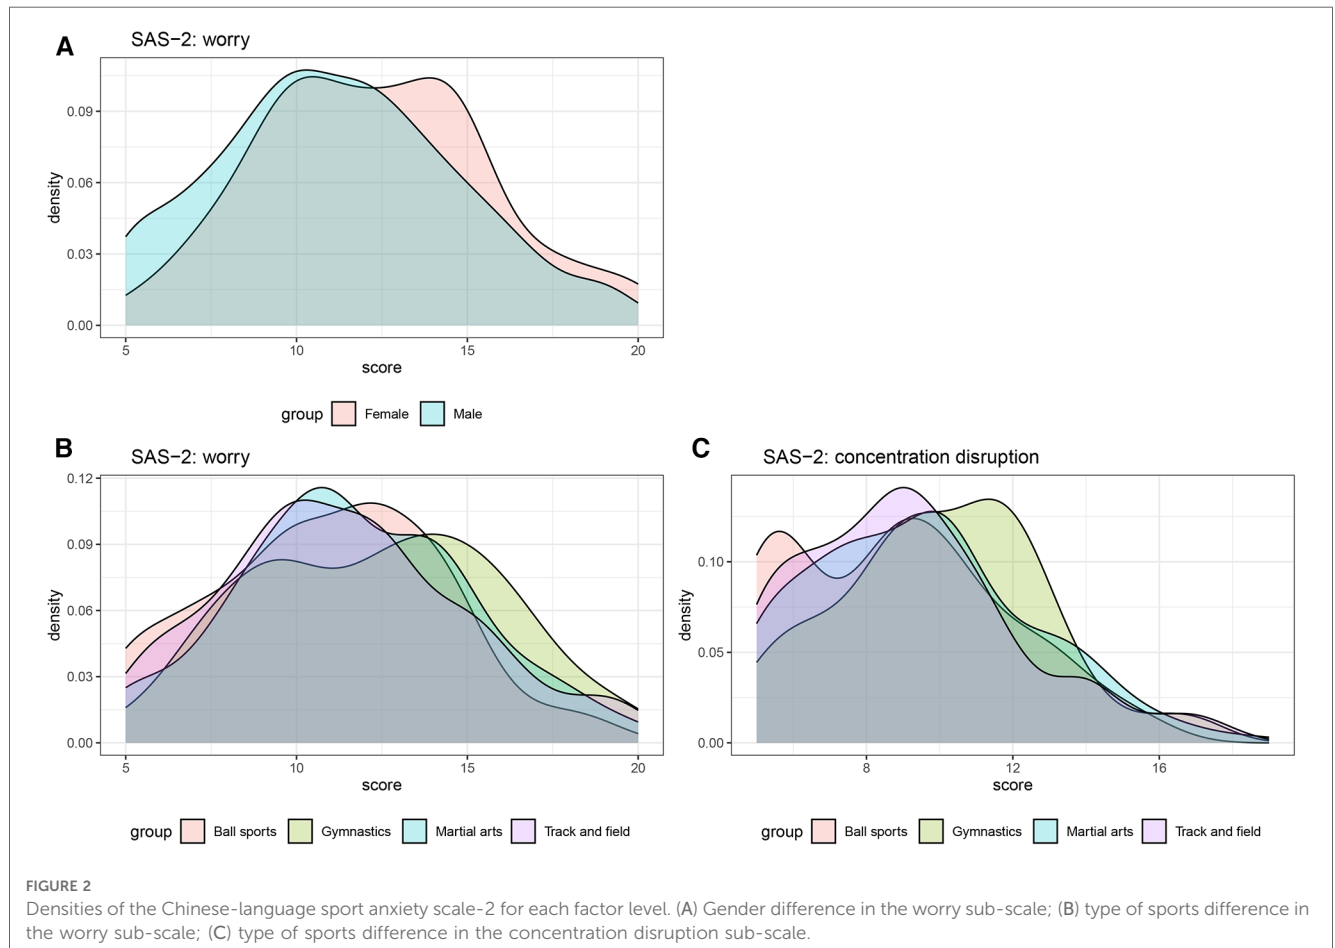 A
SAS−2: worry
density
0.09
0.06
0.03
0.00
5 10 15 20
score
group Female Male
B
SAS−2: worry
density
0.12
0.09
0.06
0.03
0.00
5 10 15 20
score
group Ball sports Gymnastics Martial arts Track and field
C
SAS−2: concentration disruption
density
0.10
0.05
0.00
8 12 16
score
group Ball sports Gymnastics Martial arts Track and field
FIGURE 2
Densities of the Chinese-language sport anxiety scale-2 for each factor level. (A) Gender difference in the worry sub-scale; (B) type of sports difference in
the worry sub-scale; (C) type of sports difference in the concentration disruption sub-scale.